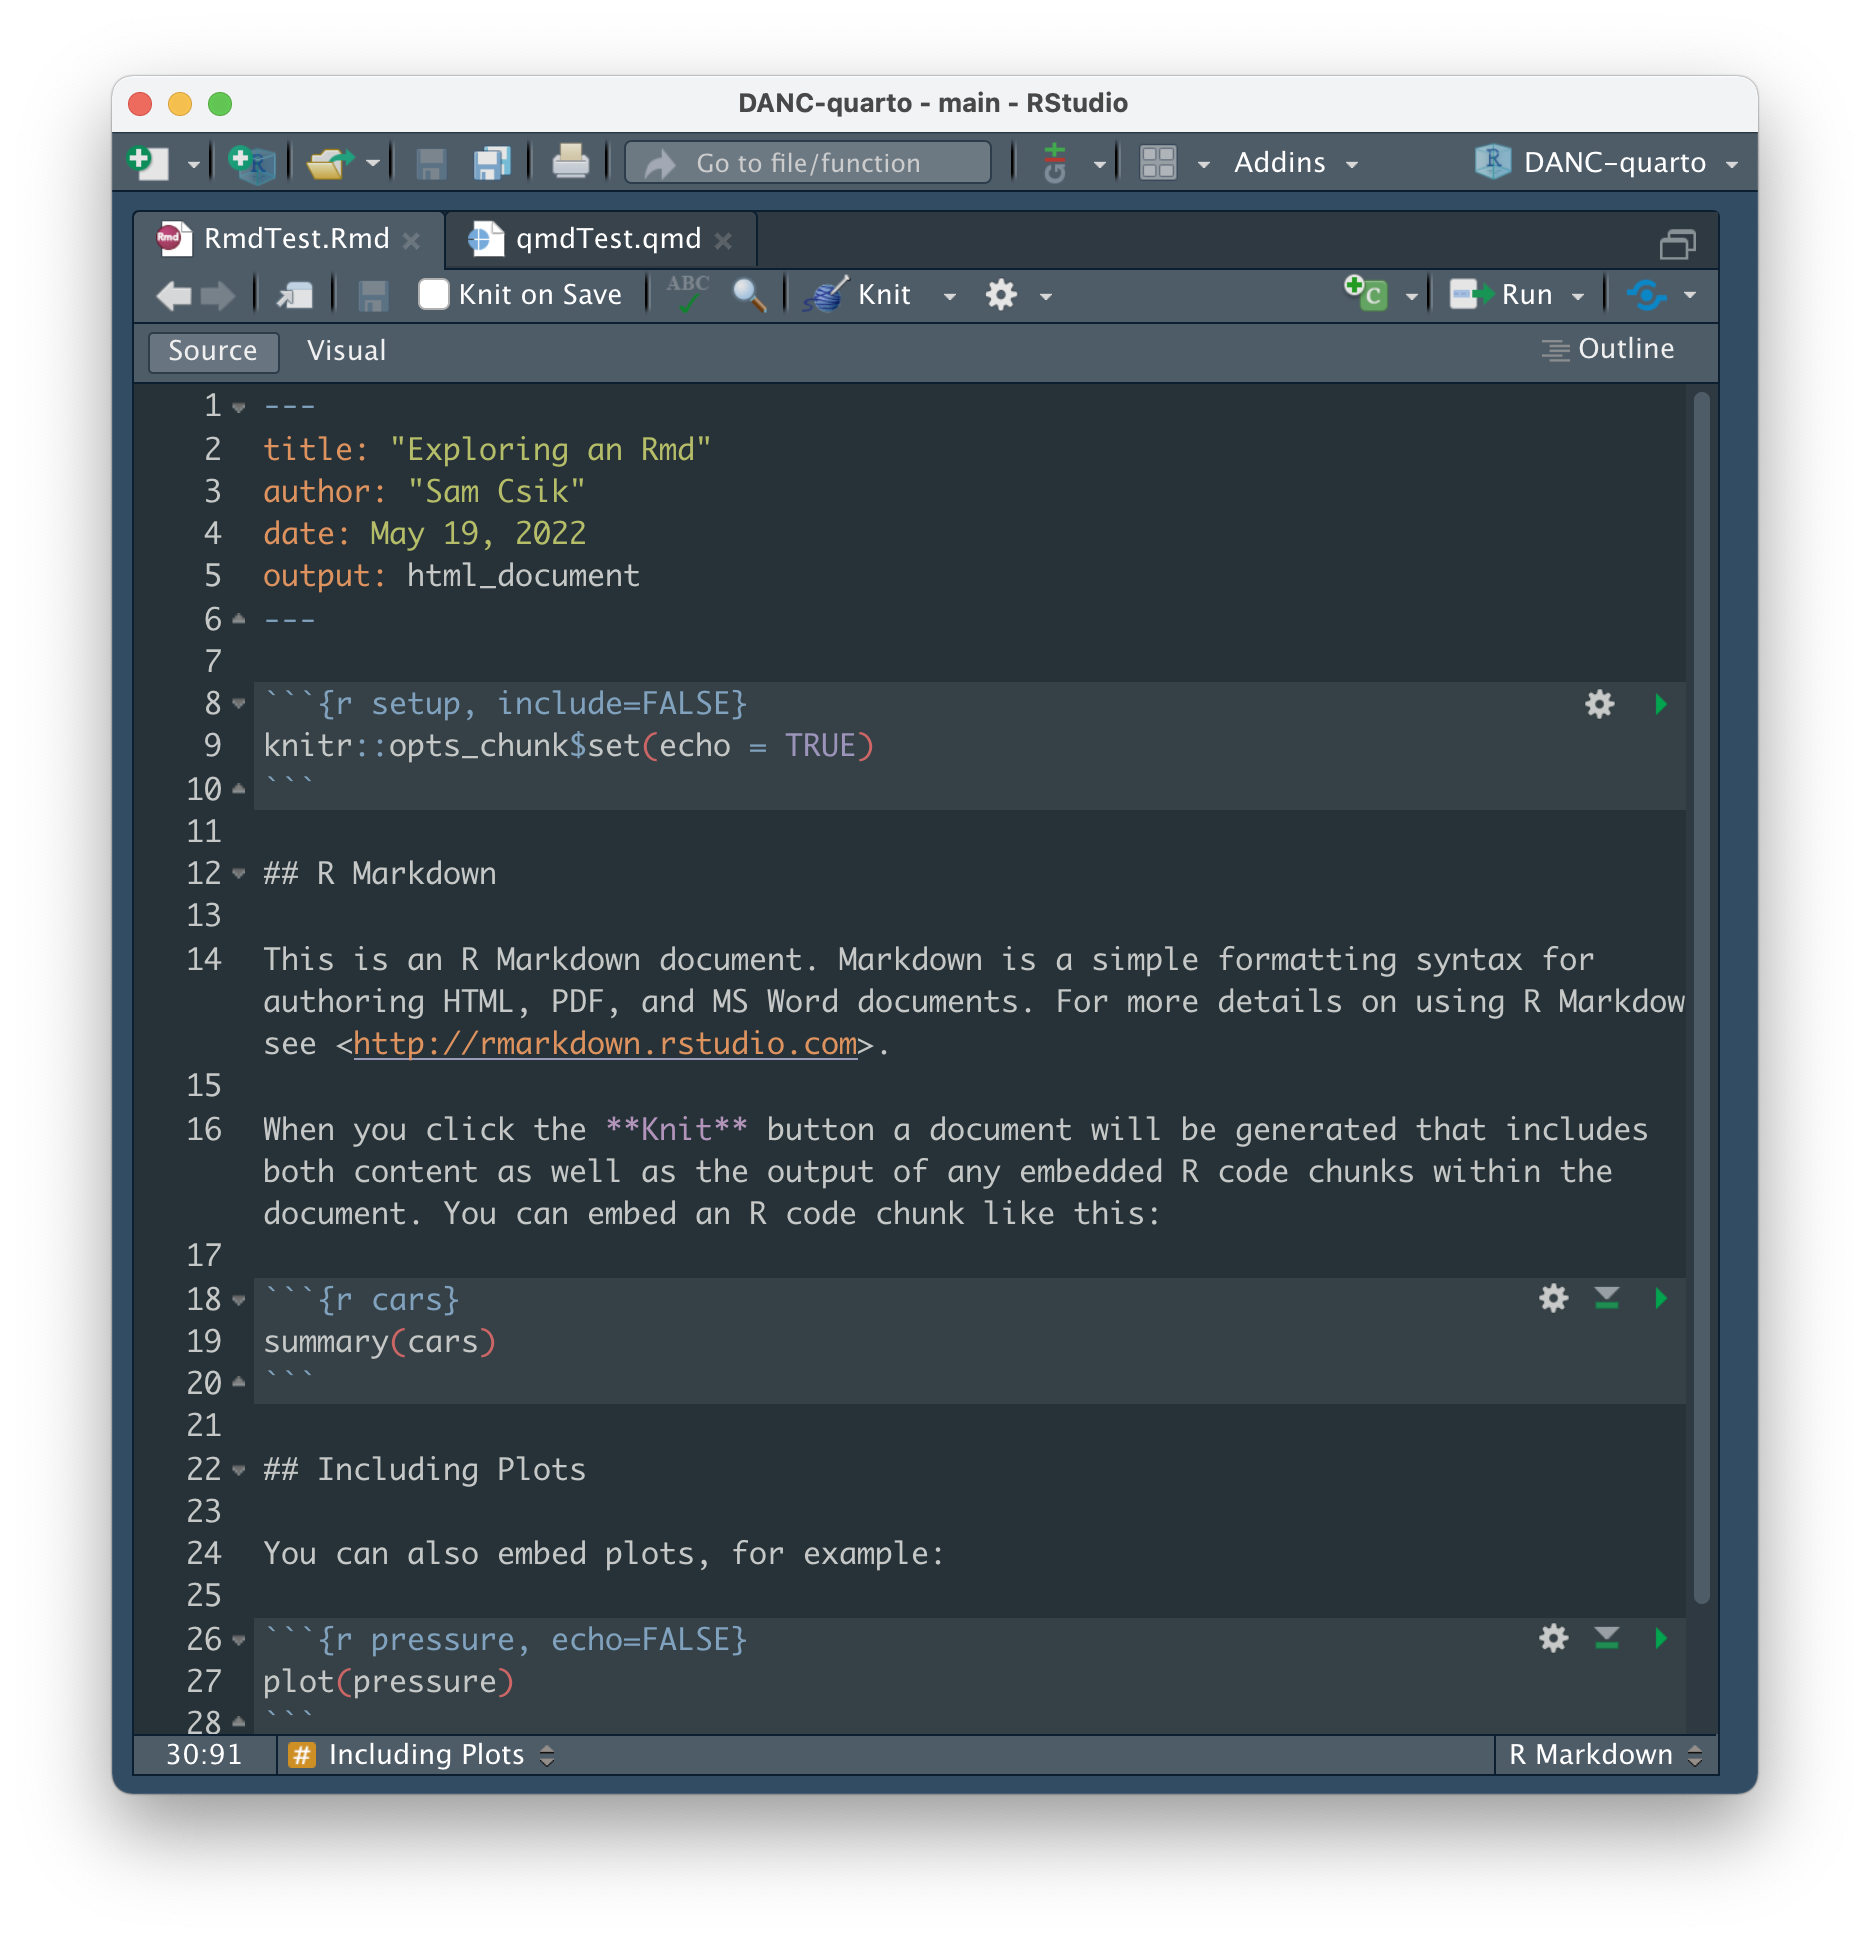 DANC-quarto - main - RStudio
Go to file/function
Addins
DANC-quarto
RmdTest.Rmd
qmdTest.qmd
Knit on Save
ABC
Knit
Run
Source Visual
Outline
1 ---
2 title: "Exploring an Rmd"
3 author: "Sam Csik"
4 date: May 19, 2022
5 output: html_document
6 ---
7
8 ```{r setup, include=FALSE}
9 knitr::opts_chunk$set(echo = TRUE)
10 ```
11
12 ## R Markdown
13
14 This is an R Markdown document. Markdown is a simple formatting syntax for
authoring HTML, PDF, and MS Word documents. For more details on using R Markdow
see <http://rmarkdown.rstudio.com>.
15
16 When you click the **Knit** button a document will be generated that includes
both content as well as the output of any embedded R code chunks within the
document. You can embed an R code chunk like this:
17
18 ```{r cars}
19 summary(cars)
20 ```
21
22 ## Including Plots
23
24 You can also embed plots, for example:
25
26 ```{r pressure, echo=FALSE}
27 plot(pressure)
28 ```
30:91 # Including Plots R Markdown